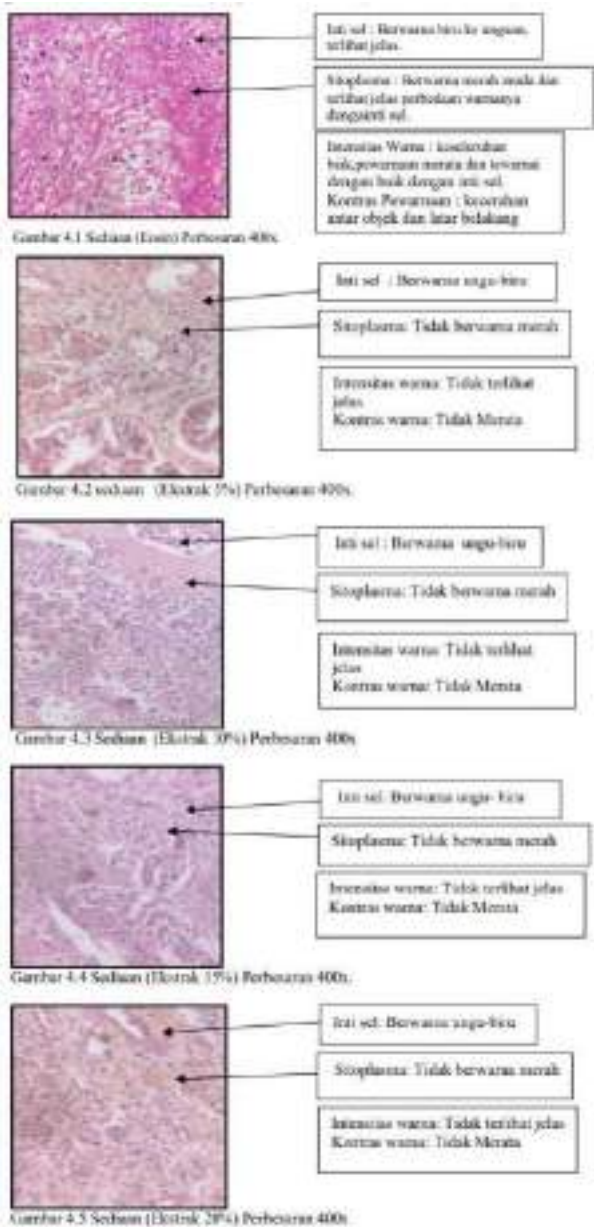 Inti sel : Berwarna biru ke unguan,
terlihat jelas.
Sitoplasma : Berwarna merah muda dan
terlihat jelas perbedaan warnanya
dengan inti sel.
Intensitas Warna : keseluruhan
baik, pewarnaan merata dan terwarnai
dengan baik dengan inti sel.
Kontras Pewarnaan : kecerahan
antar objek dan latar belakang
Gambar 4.1 Sediaan (Eosin) Perbesaran 400x.
Inti sel : Berwarna ungu-biru
Sitoplasma: Tidak berwarna merah
Intensitas warna: Tidak terlihat
jelas
Kontras warna: Tidak Merata
Gambar 4.2 sediaan (Ekstrak 5%) Perbesaran 400x.
Inti sel : Berwarna ungu-biru
Sitoplasma: Tidak berwarna merah
Intensitas warna: Tidak terlihat
jelas
Kontras warna: Tidak Merata
Gambar 4.3 Sediaan (Ekstrak 10%) Perbesaran 400x
Inti sel: Berwarna ungu- biru
Sitoplasma: Tidak berwarna merah
Intensitas warna: Tidak terlihat jelas
Kontras warna: Tidak Merata
Gambar 4.4 Sediaan (Ekstrak 15%) Perbesaran 400x.
Inti sel: Berwarna ungu-biru
Sitoplasma: Tidak berwarna merah
Intensitas warna: Tidak terlihat jelas
Kontras warna: Tidak Merata.
Gambar 4.5 Sediaan (Ekstrak 20%) Perbesaran 400x